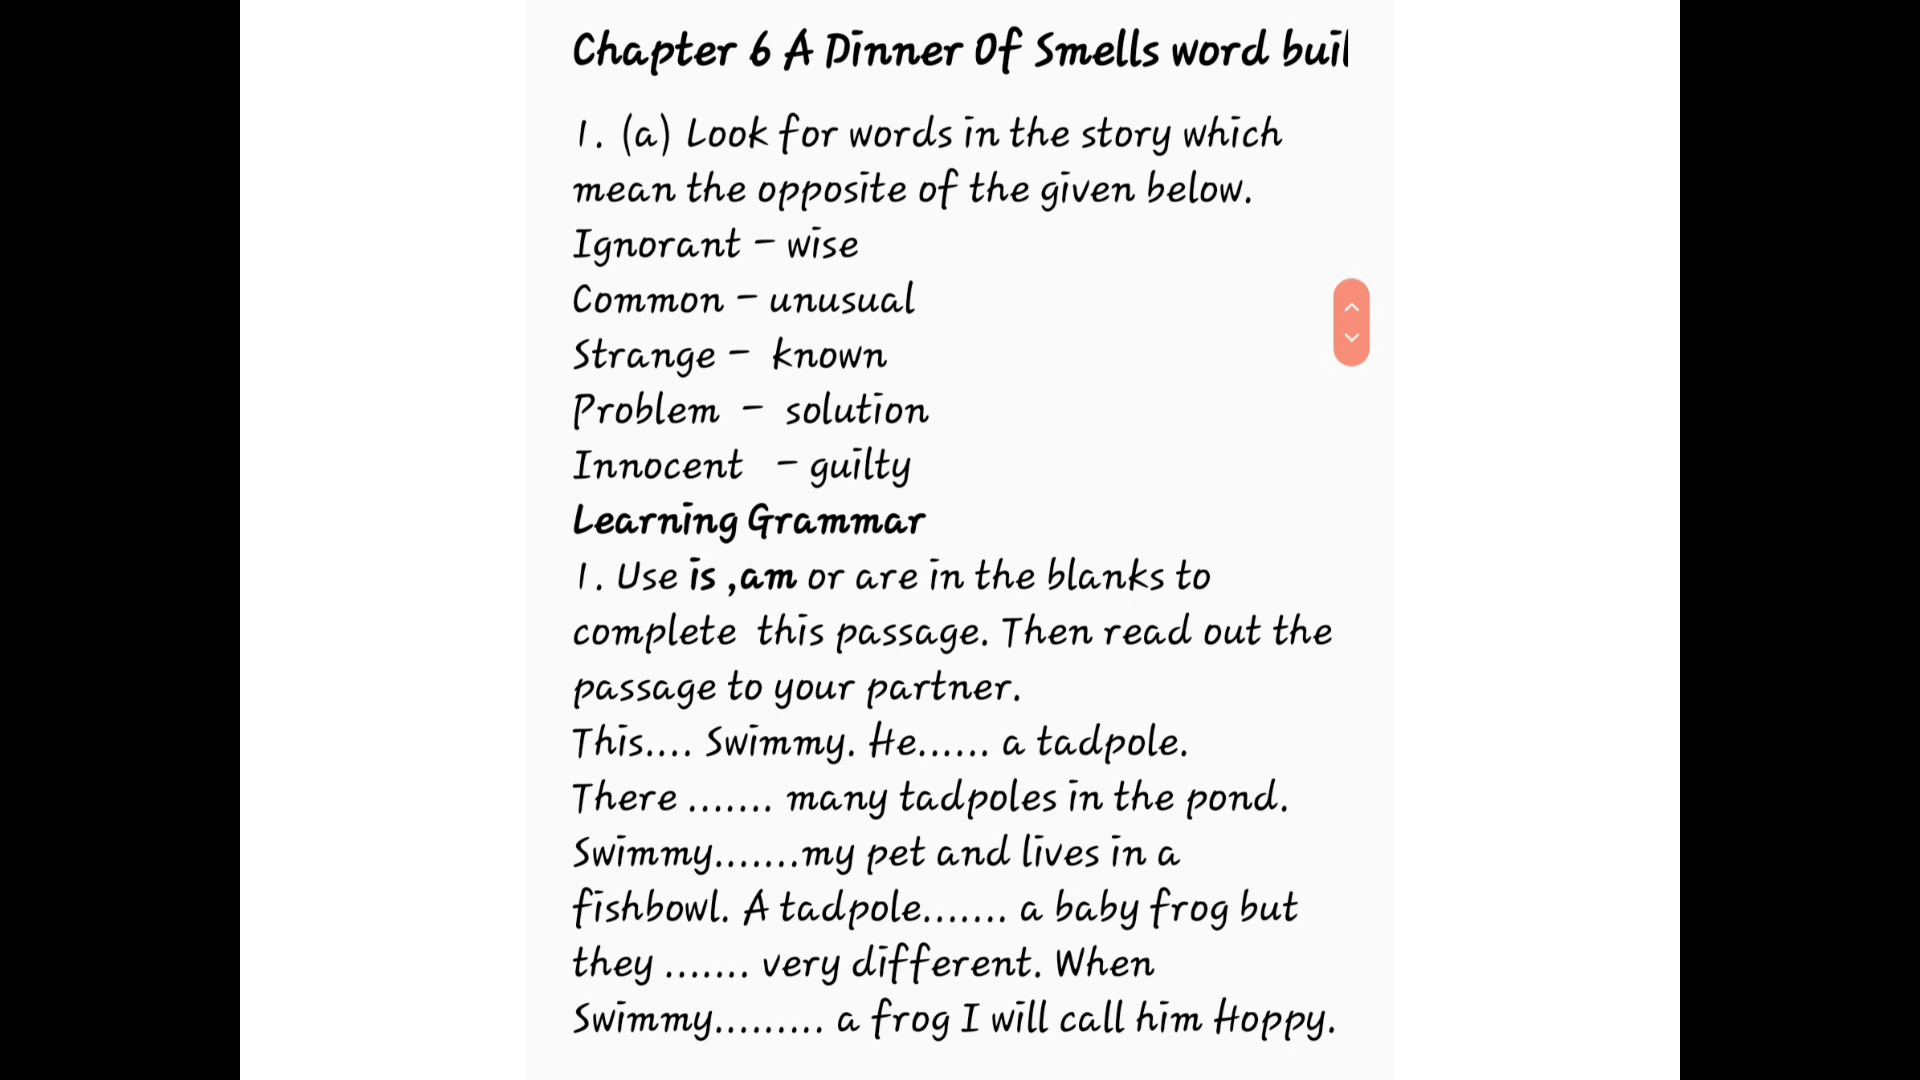 Chapter 6 A Dinner Of Smells word buil
1. (a) Look for words in the story which
mean the opposite of the given below.
Ignorant - wise
Common - unusual
Strange - known
Problem - solution
Innocent - guilty
Learning Grammar
1. Use is ,am or are in the blanks to
complete this passage. Then read out the
passage to your partner.
This.... Swimmy. He...... a tadpole.
There ....... many tadpoles in the pond.
Swimmy.......my pet and lives in a
fishbowl. A tadpole....... a baby frog but
they ....... very different. When
Swimmy......... a frog I will call him Hoppy.